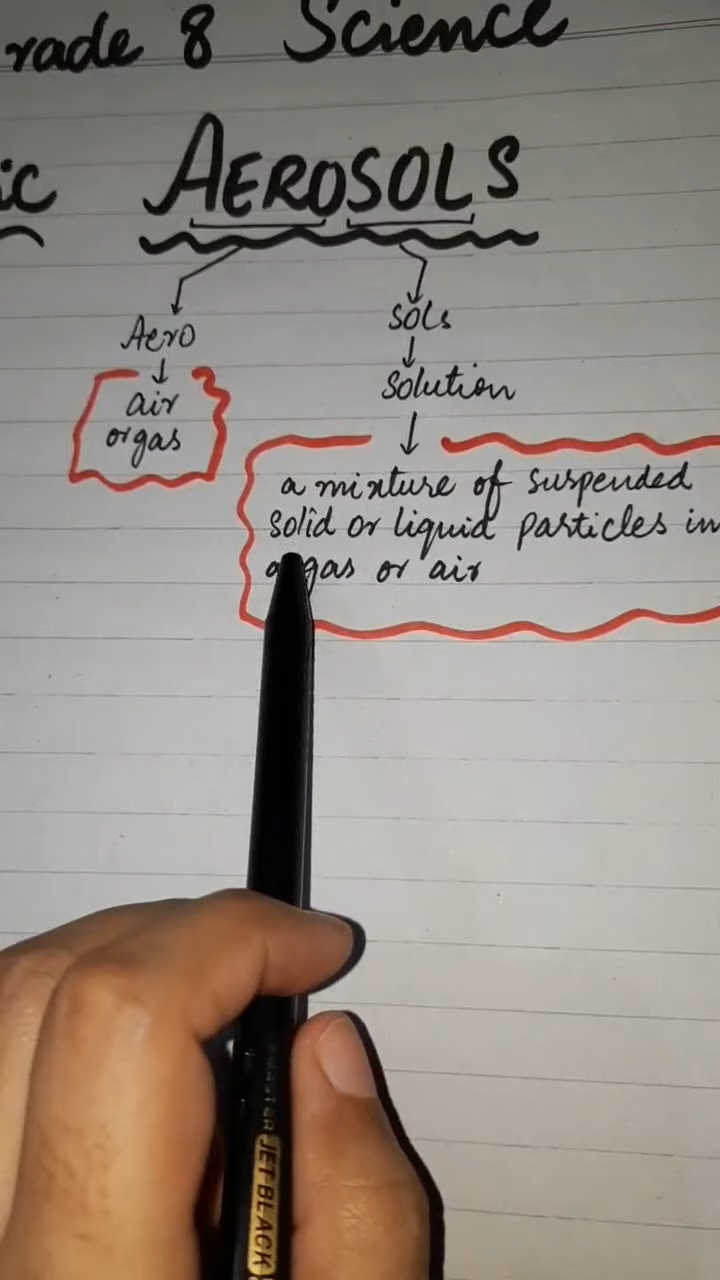 rade 8 Science
ic AEROSOLS
Aero
sols
solution
air
or gas
a mixture of suspended
solid or liquid particles in
a gas or air
JET BLACK